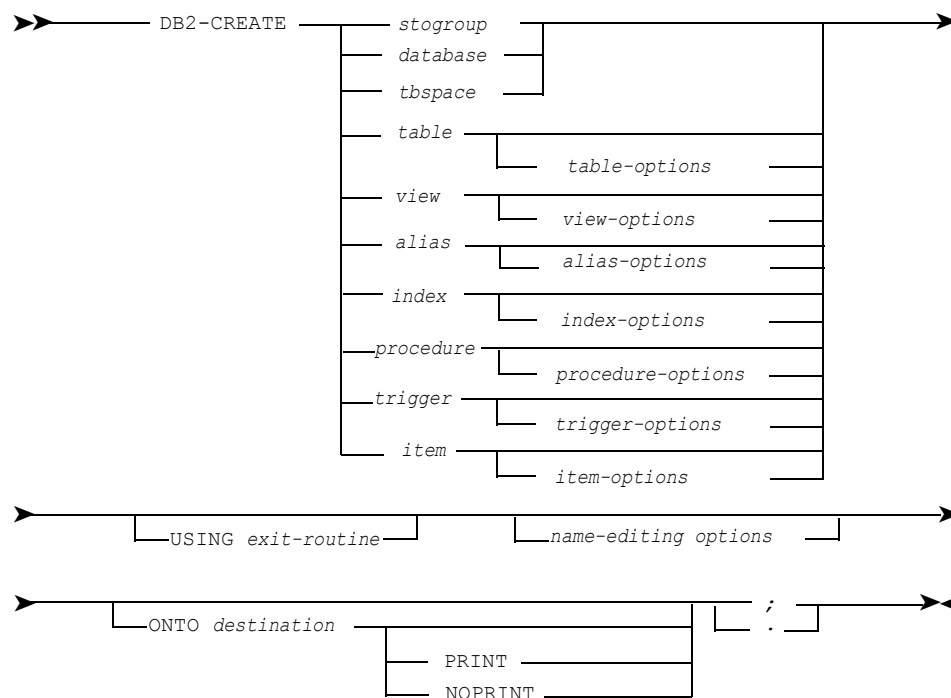 DB2-CREATE stogroup
database
tbspace
table
table-options
view
view-options
alias
alias-options
index
index-options
procedure
procedure-options
trigger
trigger-options
item
item-options
USING exit-routine name-editing options
;
ONTO destination .
PRINT
NOPRINT